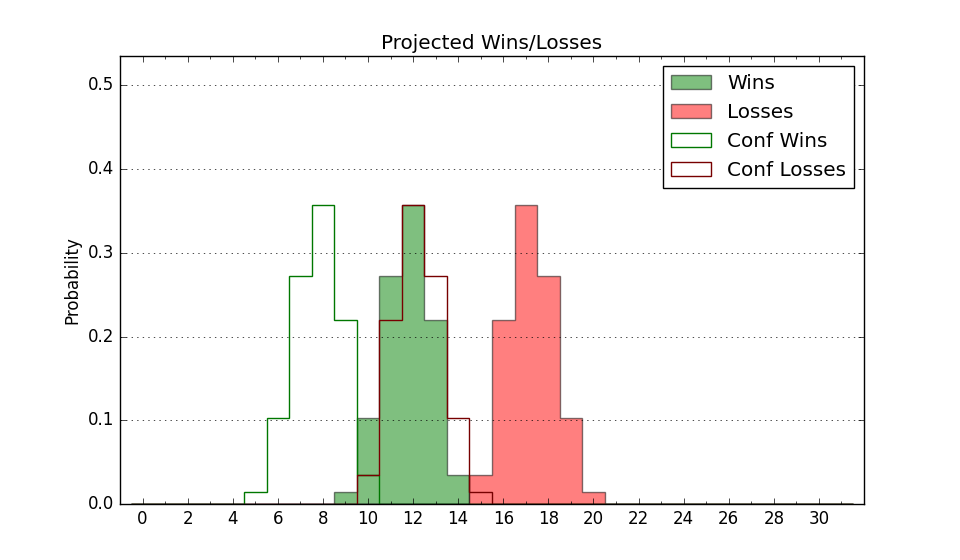 Projected Wins/Losses
Probability
0.5
0.4
0.3
0.2
0.1
0.0
0 2 4 6 8 10 12 14 16 18 20 22 24 26 28 30
Wins
Losses
Conf Wins
Conf Losses